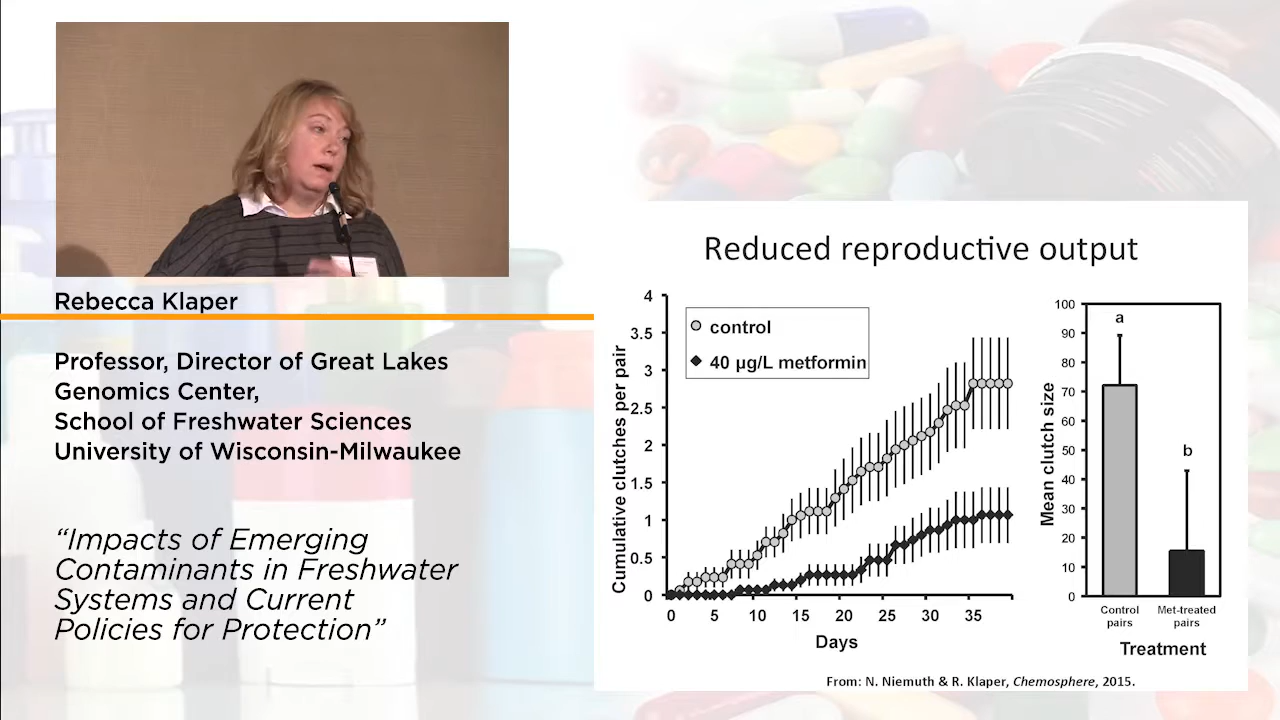 Rebecca Klaper
Professor, Director of Great Lakes
Genomics Center,
School of Freshwater Sciences
University of Wisconsin-Milwaukee
“Impacts of Emerging
Contaminants in Freshwater
Systems and Current
Policies for Protection”
Reduced reproductive output
Cumulative clutches per pair
4
3.5
3
2.5
2
1.5
1
0.5
0
control
40 µg/L metformin
0 5 10 15 20 25 30 35
Days
Mean clutch size
100
90
80
70
60
50
40
30
20
10
0
a
b
Control
pairs
Met-treated
pairs
Treatment
From: N. Niemuth & R. Klaper, Chemosphere, 2015.